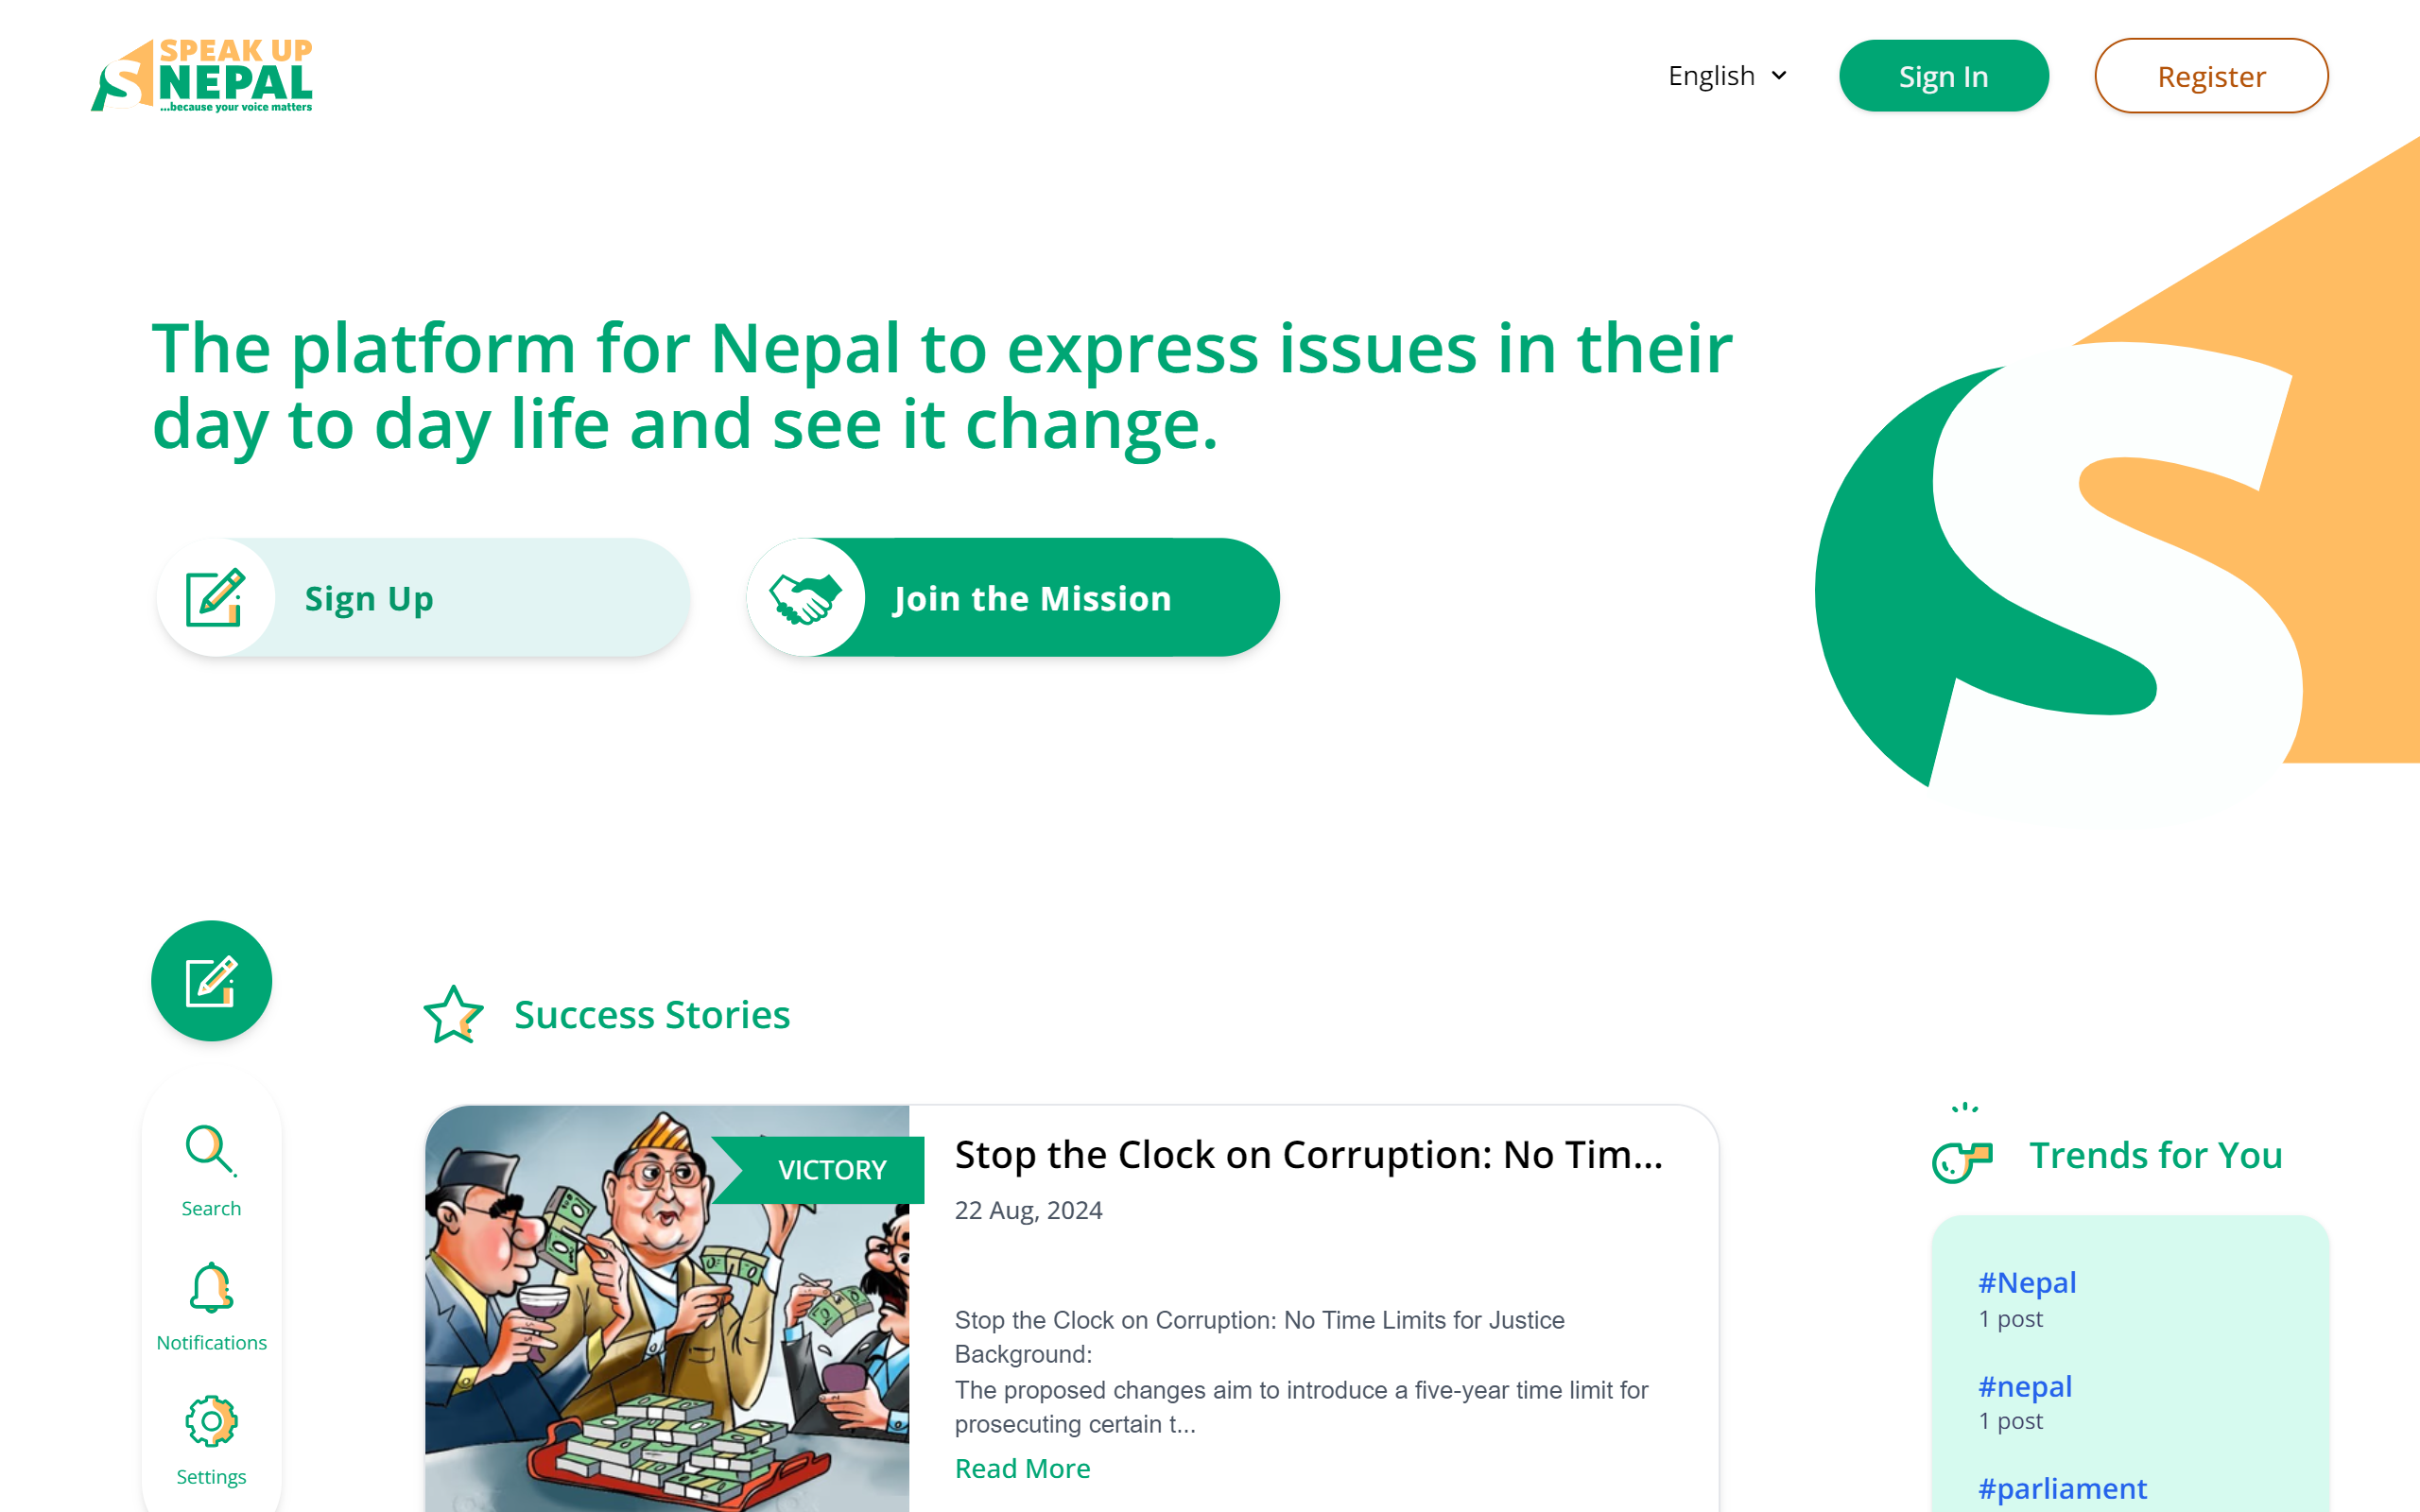 SPEAK UP
NEPAL
...because your voice matters
English
Sign In
Register
The platform for Nepal to express issues in their
day to day life and see it change.
Sign Up
Join the Mission
Success Stories
Search
Notifications
Settings
VICTORY
Stop the Clock on Corruption: No Tim...
22 Aug, 2024
Stop the Clock on Corruption: No Time Limits for Justice
Background:
The proposed changes aim to introduce a five-year time limit for
prosecuting certain t...
Read More
Trends for You
#Nepal
1 post
#nepal
1 post
#parliament